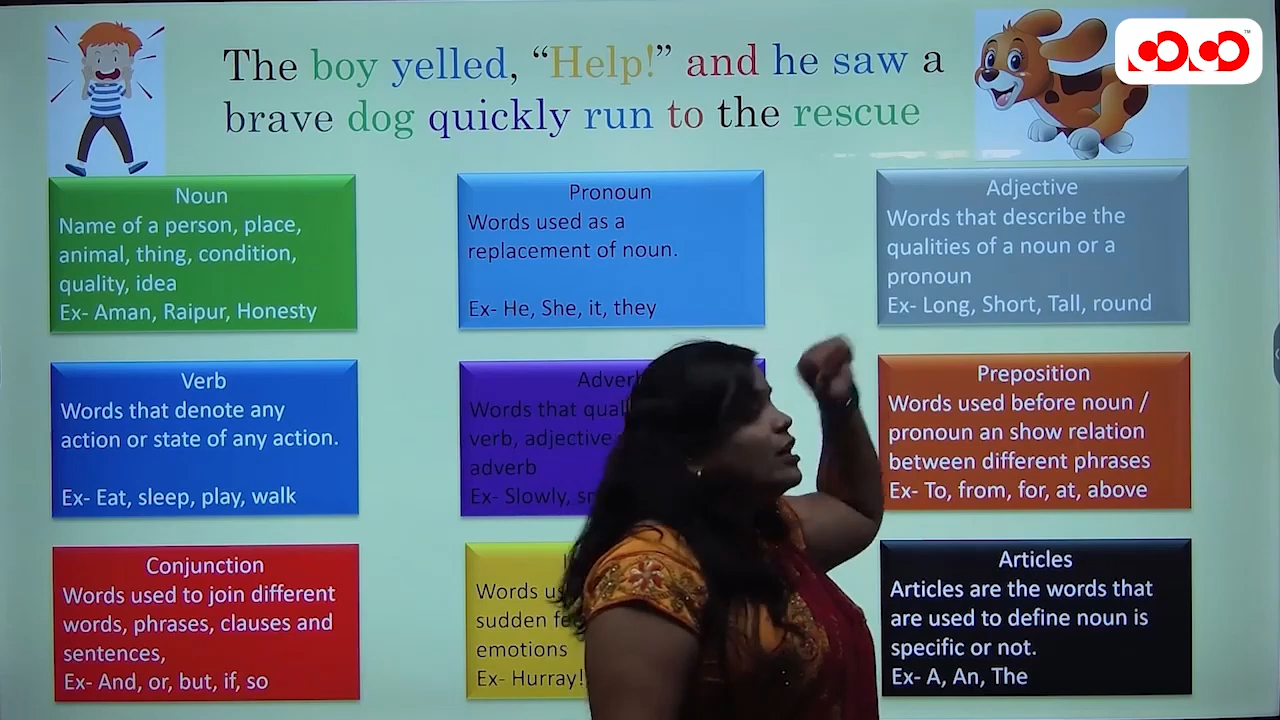 The boy yelled, “Help!” and he saw a
brave dog quickly run to the rescue
Noun
Name of a person, place,
animal, thing, condition,
quality, idea
Ex- Aman, Raipur, Honesty
Pronoun
Words used as a
replacement of noun.
Ex- He, She, it, they
Adjective
Words that describe the
qualities of a noun or a
pronoun
Ex- Long, Short, Tall, round
Verb
Words that denote any
action or state of any action.
Ex- Eat, sleep, play, walk
Words that
verb, adjective
adverb
Ex- Slowly,
Preposition
Words used before noun /
pronoun an show relation
between different phrases
Ex- To, from, for, at, above
Conjunction
Words used to join different
words, phrases, clauses and
sentences,
Ex- And, or, but, if, so
Words
sudden
emotions
Ex- Hurray!
Articles
Articles are the words that
are used to define noun is
specific or not.
Ex- A, An, The